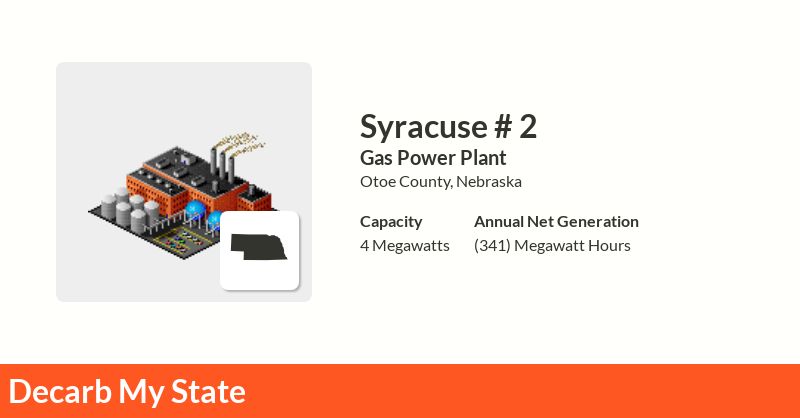 Syracuse # 2
Gas Power Plant
Otoe County, Nebraska
Capacity
4 Megawatts
Annual Net Generation
(341) Megawatt Hours
Decarb My State